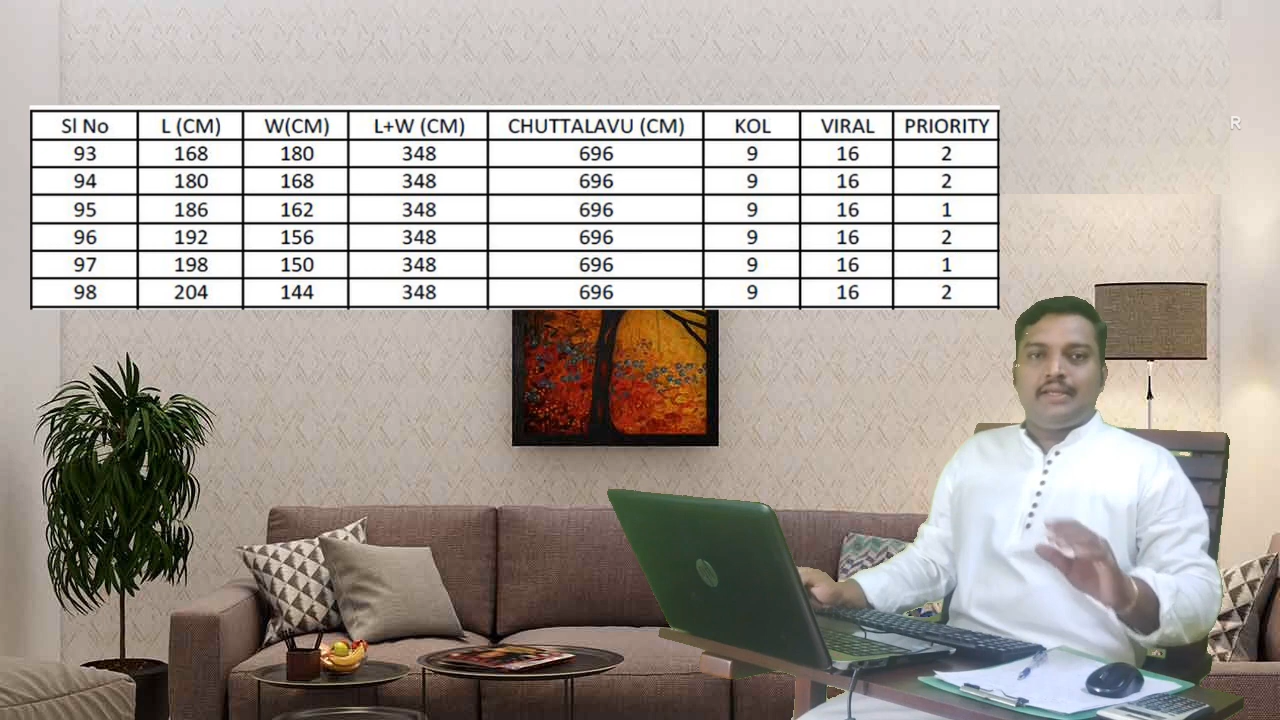 Sl No L (CM) W(CM) L+W (CM) CHUTTALAVU (CM) KOL VIRAL PRIORITY
93 168 180 348 696 9 16 2
94 180 168 348 696 9 16 2
95 186 162 348 696 9 16 1
96 192 156 348 696 9 16 2
97 198 150 348 696 9 16 1
98 204 144 348 696 9 16 2
R